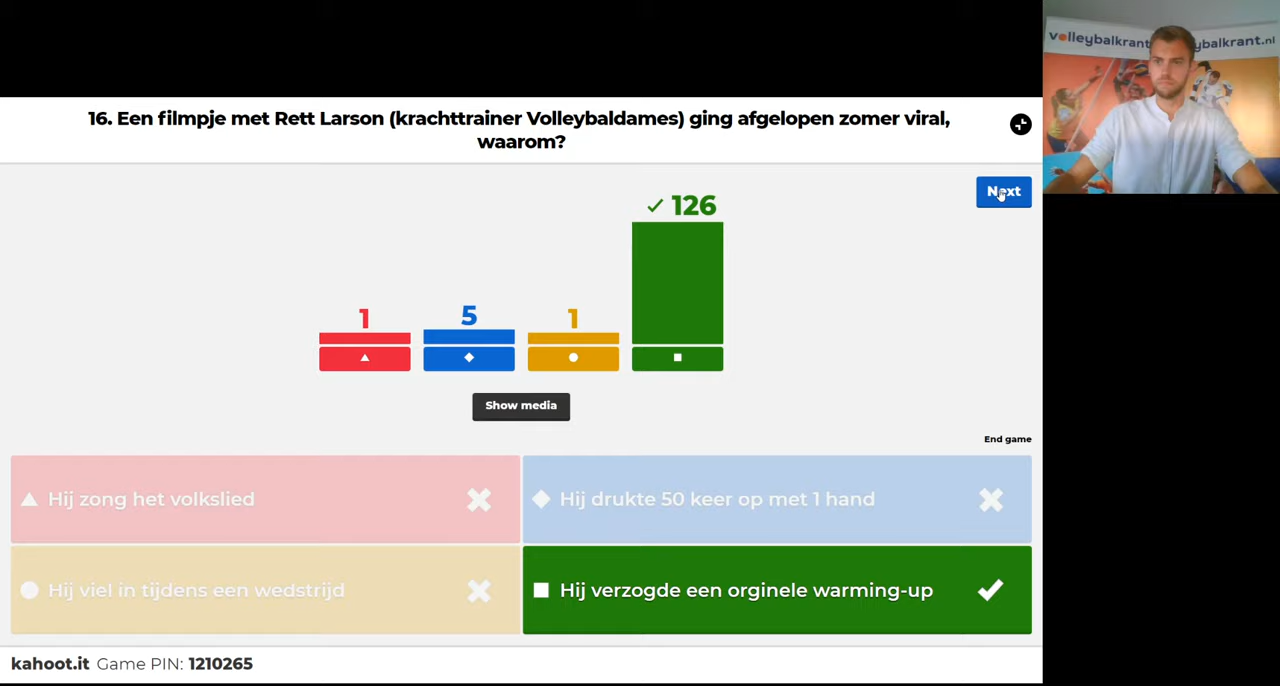 volleybalkrant
ybalkrant.nl
16. Een filmpje met Rett Larson (krachttrainer Volleybaldames) ging afgelopen zomer viral,
waarom?
Next
126
1
5
1
Show media
End game
Hij zong het volkslied
Hij drukte 50 keer op met 1 hand
Hij viel in tijdens een wedstrijd
Hij verzogde een orginele warming-up
kahoot.it Game PIN: 1210265